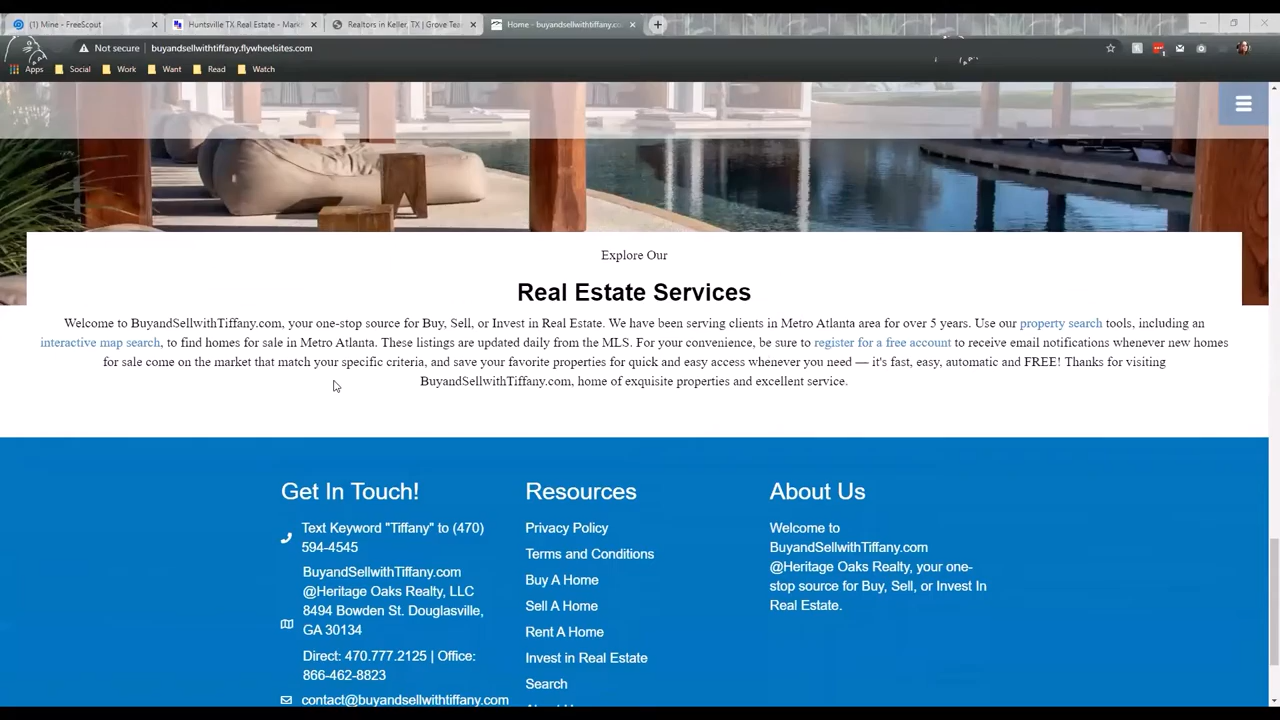 (1) Mine - FreeScout
Huntsville TX Real Estate - Mark
Realtors in Keller, TX | Grove Tea
Home - buyandsellwithtiffany.co
Not secure | buyandsellwithtiffany.flywheelsites.com
Apps Social Work Want Read Watch
Explore Our
Real Estate Services
Welcome to BuyandSellwithTiffany.com, your one-stop source for Buy, Sell, or Invest in Real Estate. We have been serving clients in Metro Atlanta area for over 5 years. Use our property search tools, including an
interactive map search, to find homes for sale in Metro Atlanta. These listings are updated daily from the MLS. For your convenience, be sure to register for a free account to receive email notifications whenever new homes
for sale come on the market that match your specific criteria, and save your favorite properties for quick and easy access whenever you need — it's fast, easy, automatic and FREE! Thanks for visiting
BuyandSellwithTiffany.com, home of exquisite properties and excellent service.
Get In Touch!
Text Keyword "Tiffany" to (470)
594-4545
BuyandSellwithTiffany.com
@Heritage Oaks Realty, LLC
8494 Bowden St. Douglasville,
GA 30134
Direct: 470.777.2125 | Office:
866-462-8823
contact@buyandsellwithtiffany.com
Resources
Privacy Policy
Terms and Conditions
Buy A Home
Sell A Home
Rent A Home
Invest in Real Estate
Search
About Us
Welcome to
BuyandSellwithTiffany.com
@Heritage Oaks Realty, your one-
stop source for Buy, Sell, or Invest In
Real Estate.